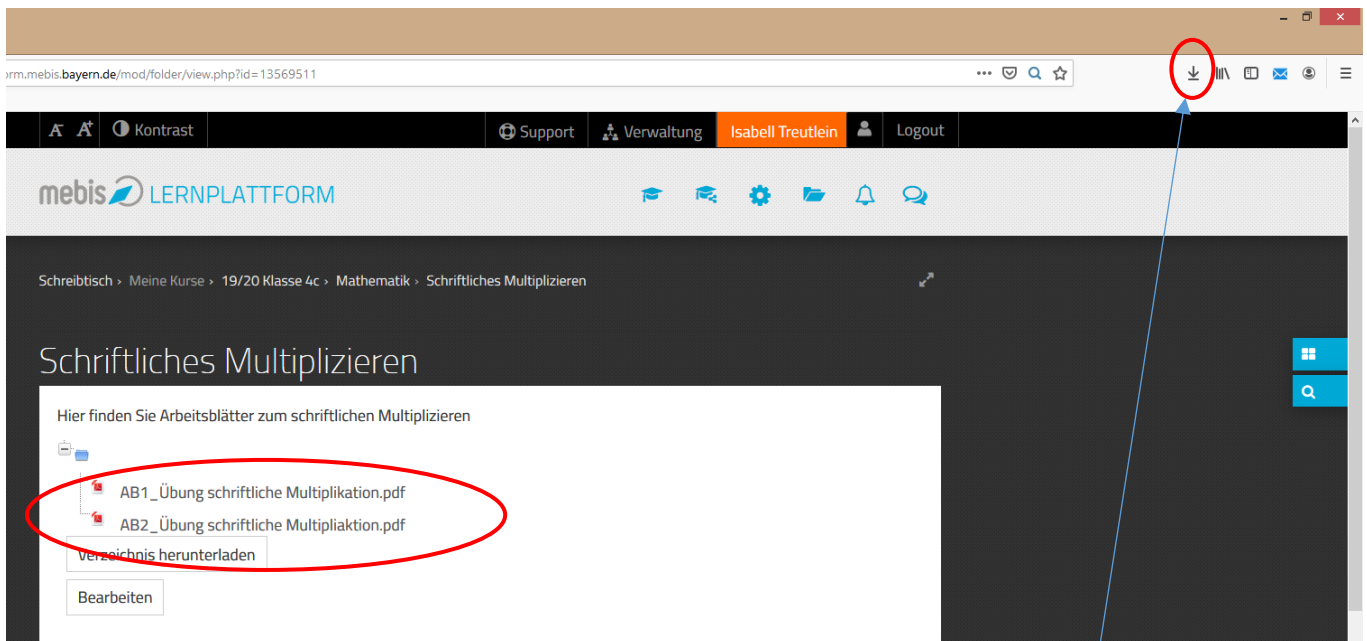 orm.mebis.bayern.de/mod/folder/view.php?id=13569511
A A+ Kontrast Support Verwaltung Isabell Treutlein Logout
mebis LERNPLATTFORM
Schreibtisch › Meine Kurse › 19/20 Klasse 4c › Mathematik › Schriftliches Multiplizieren
Schriftliches Multiplizieren
Hier finden Sie Arbeitsblätter zum schriftlichen Multiplizieren
AB1_Übung schriftliche Multiplikation.pdf
AB2_Übung schriftliche Multipliaktion.pdf
Verzeichnis herunterladen
Bearbeiten